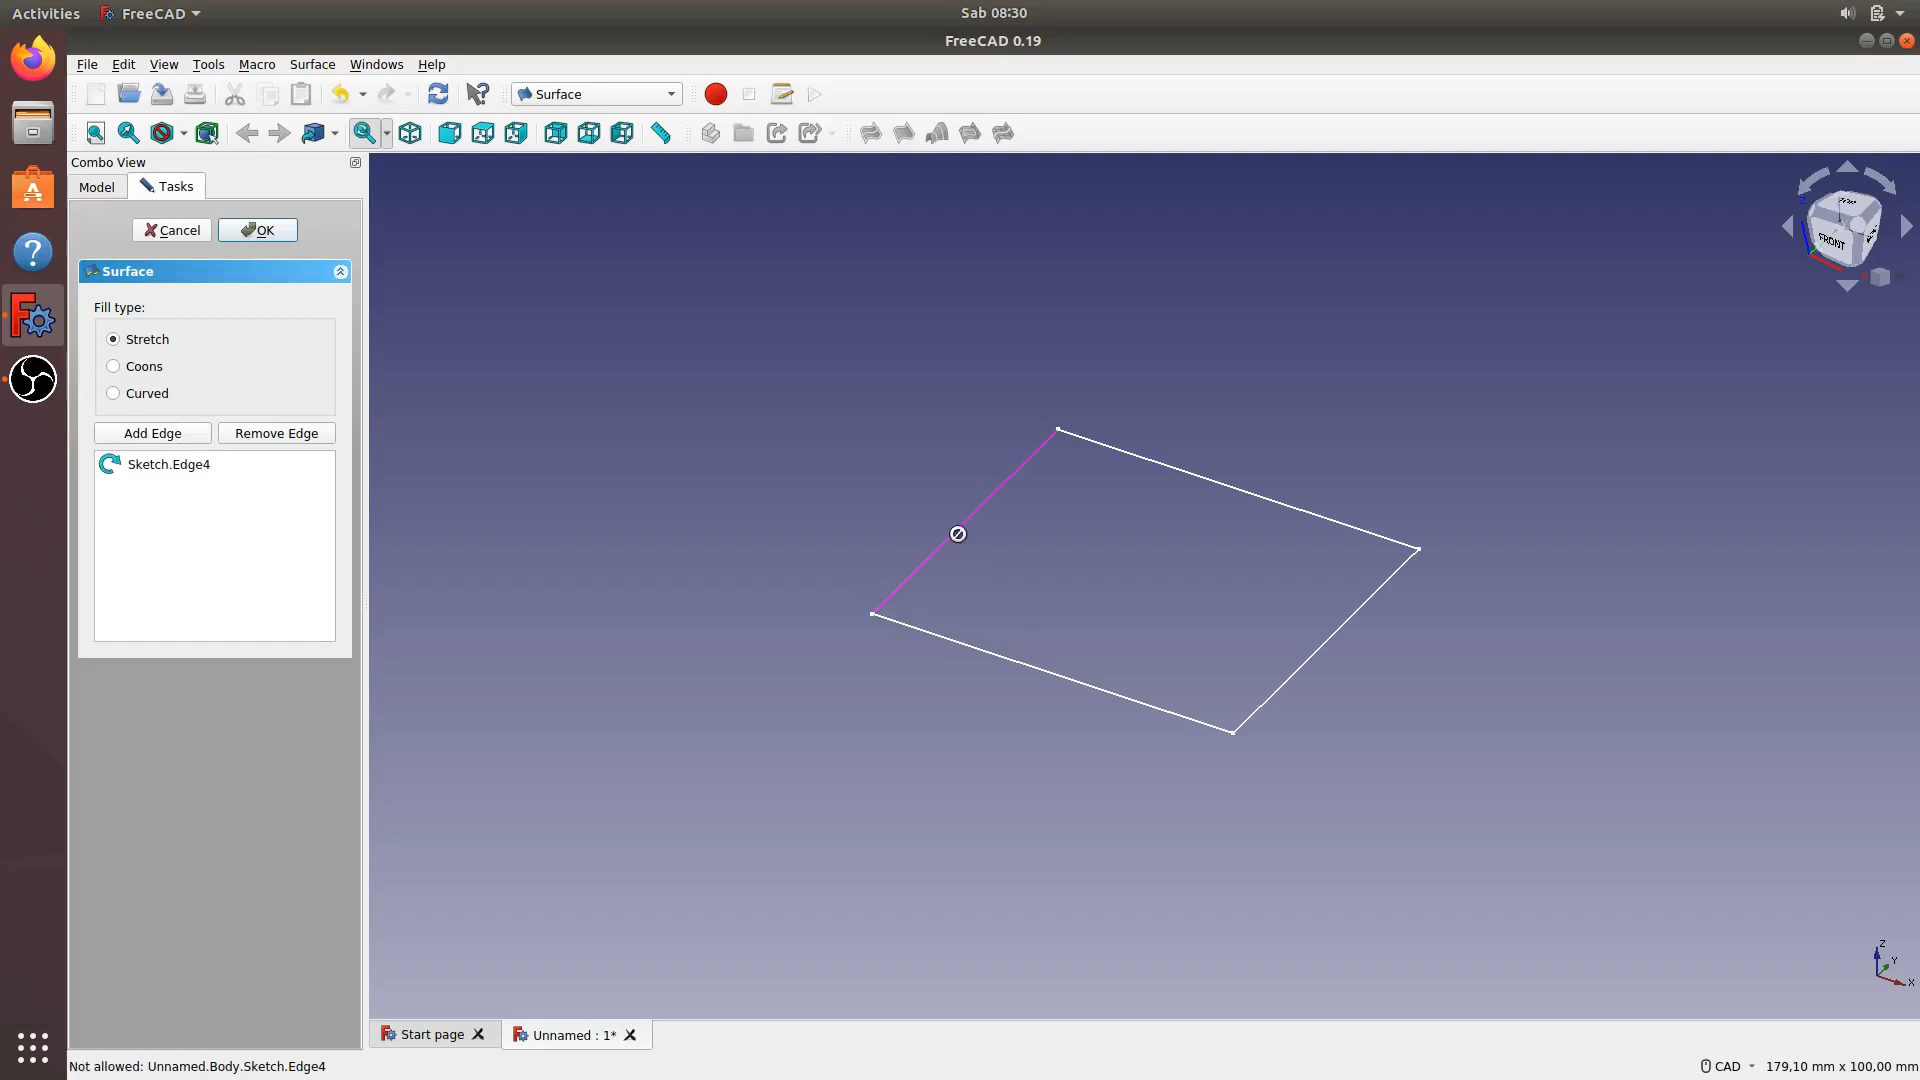 Activities FreeCAD Sab 08:30
FreeCAD 0.19
File Edit View Tools Macro Surface Windows Help
Surface
Combo View
Model Tasks
Cancel OK
Surface
Fill type:
Stretch
Coons
Curved
Add Edge Remove Edge
Sketch.Edge4
FRONT
Z
Y
X
Start page Unnamed : 1*
Not allowed: Unnamed.Body.Sketch.Edge4 CAD 179,10 mm x 100,00 mm